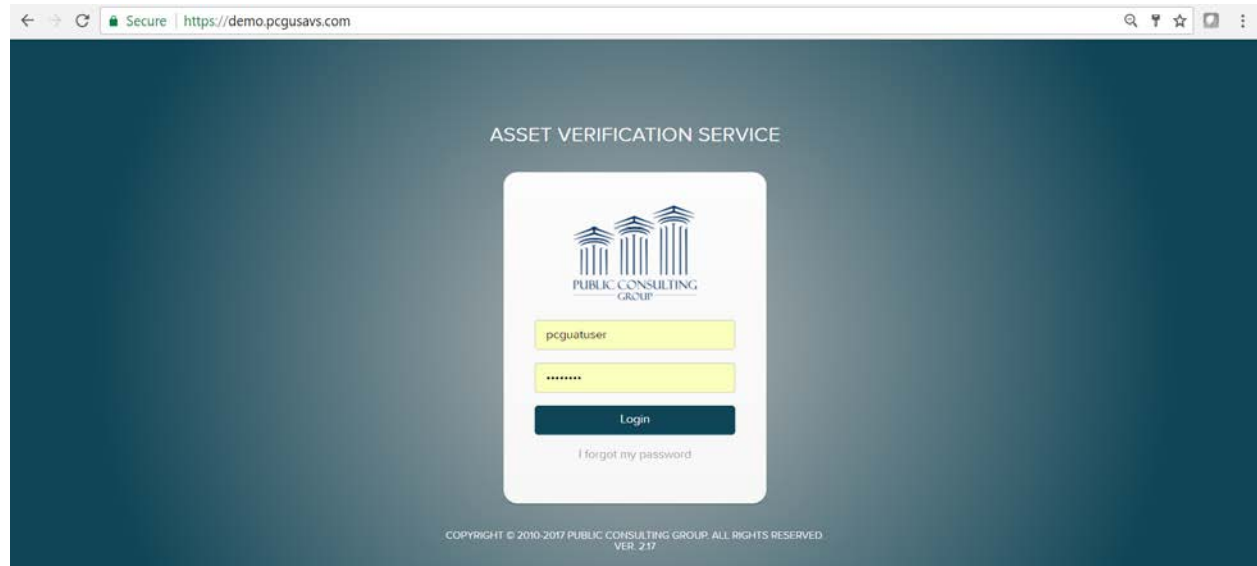 Secure | https://demo.pcgusavs.com
ASSET VERIFICATION SERVICE
PUBLIC CONSULTING
GROUP
pcguatuser
••••••••
Login
I forgot my password
COPYRIGHT © 2010-2017 PUBLIC CONSULTING GROUP. ALL RIGHTS RESERVED.
VER. 2.17